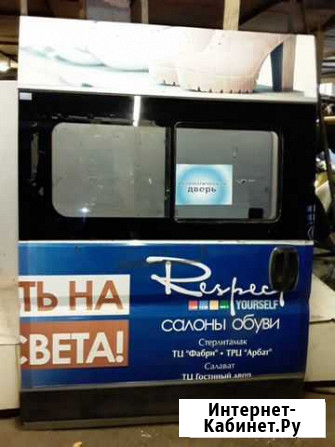 Автоматическая
дверь
ТЬ НА
СВЕТА!
Respect
YOURSELF
САЛОНЫ ОБУВИ
Стерлитамак
ТЦ "Фабри" • ТРЦ "Арбат"
Салават
ТЦ Гостиный двор
Интернет-
Кабинет.Ру